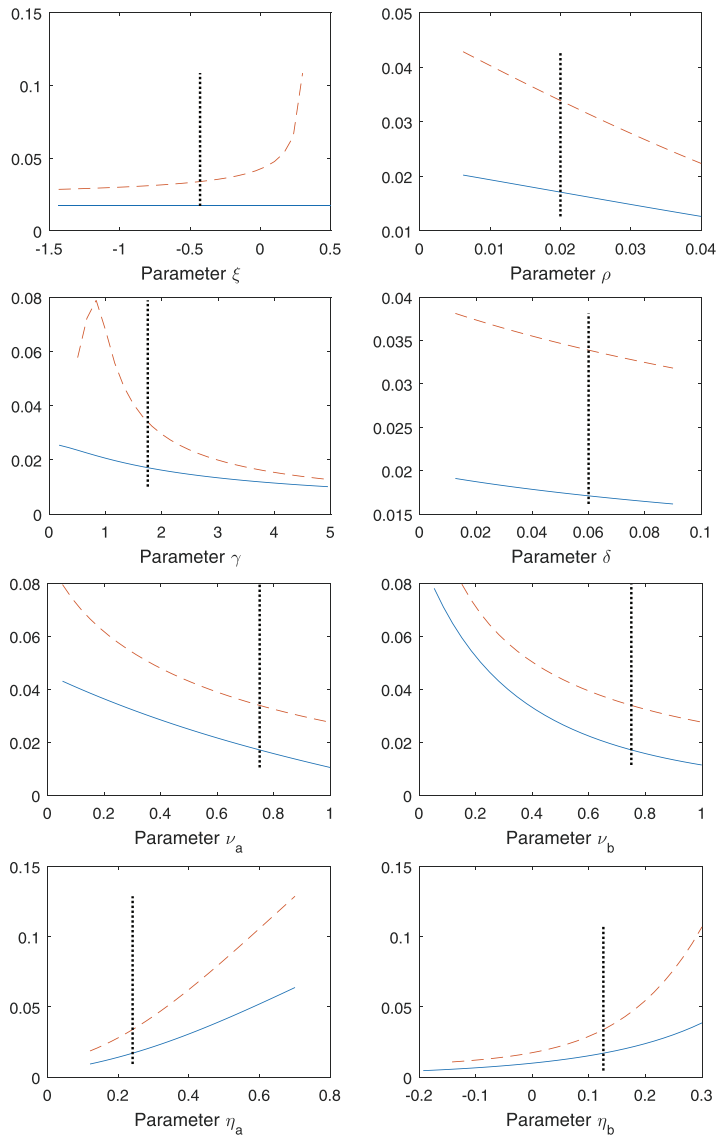 0.15
0.1
0.05
0
-1.5 -1 -0.5 0 0.5
Parameter ξ
0.05
0.04
0.03
0.02
0.01
0 0.01 0.02 0.03 0.04
Parameter ρ
0.08
0.06
0.04
0.02
0
0 1 2 3 4 5
Parameter γ
0.04
0.035
0.03
0.025
0.02
0.015
0 0.02 0.04 0.06 0.08 0.1
Parameter δ
0.08
0.06
0.04
0.02
0
0 0.2 0.4 0.6 0.8 1
Parameter ν_a
0.08
0.06
0.04
0.02
0
0 0.2 0.4 0.6 0.8 1
Parameter ν_b
0.15
0.1
0.05
0
0 0.2 0.4 0.6 0.8
Parameter η_a
0.15
0.1
0.05
0
-0.2 -0.1 0 0.1 0.2 0.3
Parameter η_b